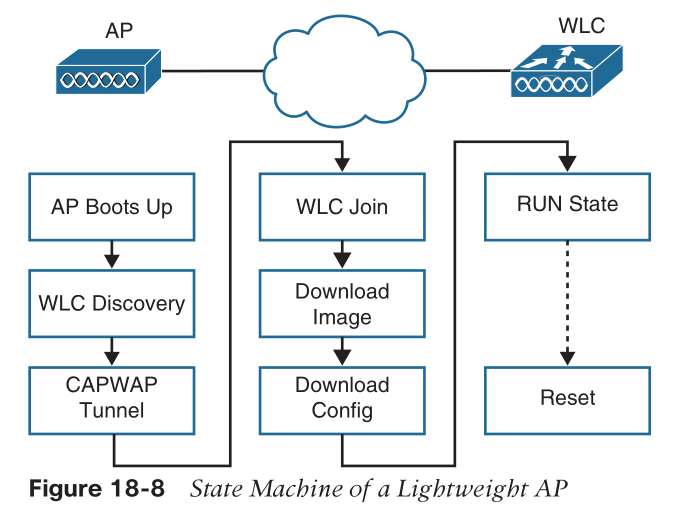 AP
WLC
AP Boots Up
WLC Discovery
CAPWAP
Tunnel
WLC Join
Download
Image
Download
Config
RUN State
Reset
Figure 18-8 State Machine of a Lightweight AP